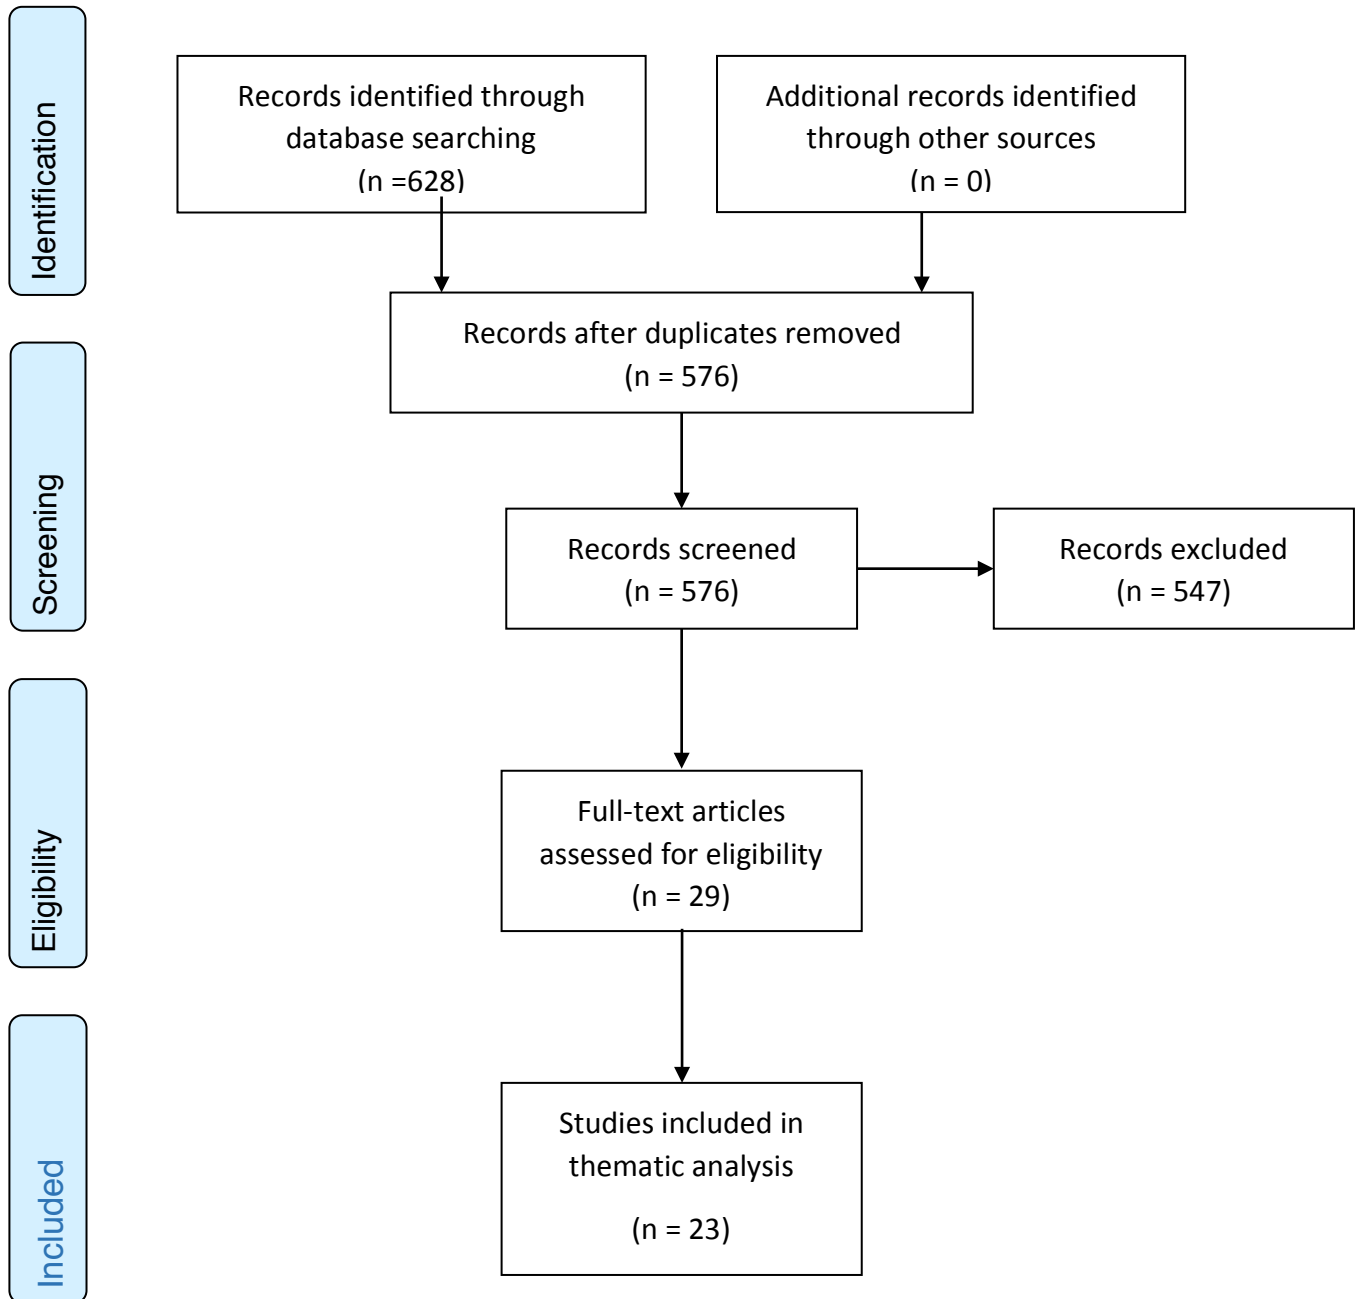 Identification
Records identified through
database searching
(n =628)
Additional records identified
through other sources
(n = 0)
Records after duplicates removed
(n = 576)
Screening
Records screened
(n = 576)
Records excluded
(n = 547)
Eligibility
Full-text articles
assessed for eligibility
(n = 29)
Included
Studies included in
thematic analysis
(n = 23)